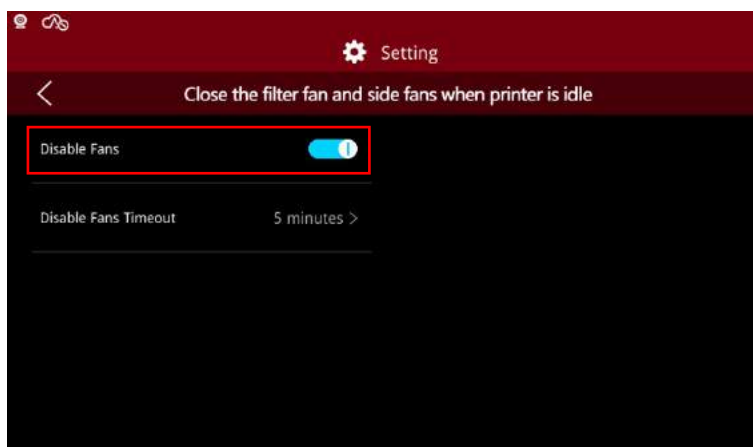 Setting
Close the filter fan and side fans when printer is idle
Disable Fans
Disable Fans Timeout 5 minutes >